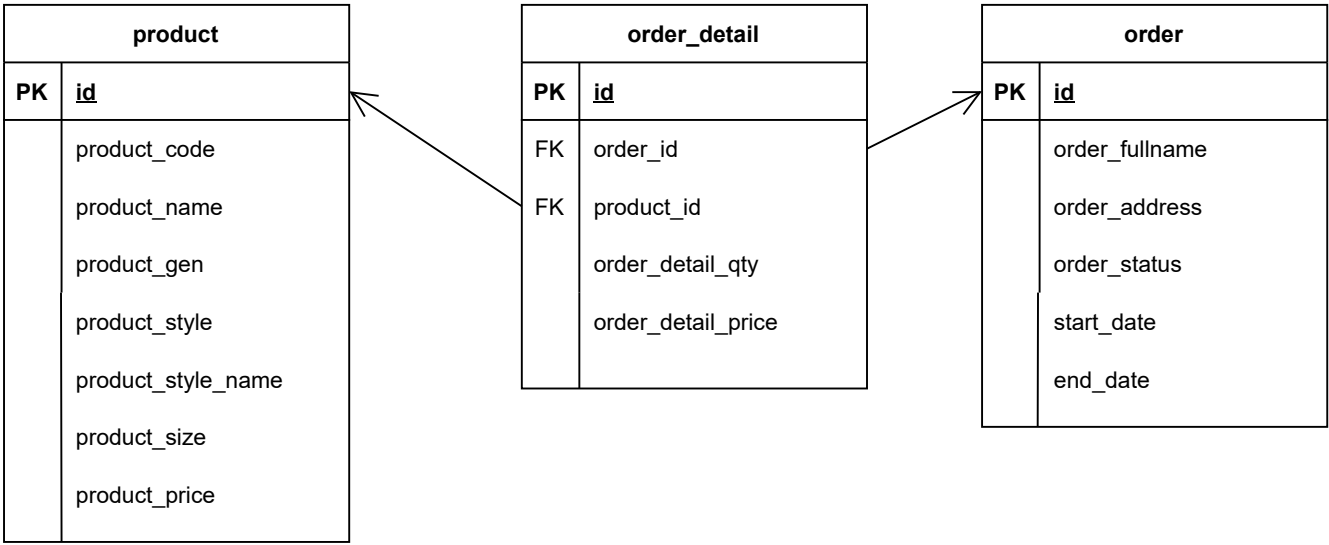 product
PK id
product_code
product_name
product_gen
product_style
product_style_name
product_size
product_price
order_detail
PK id
FK order_id
FK product_id
order_detail_qty
order_detail_price
order
PK id
order_fullname
order_address
order_status
start_date
end_date